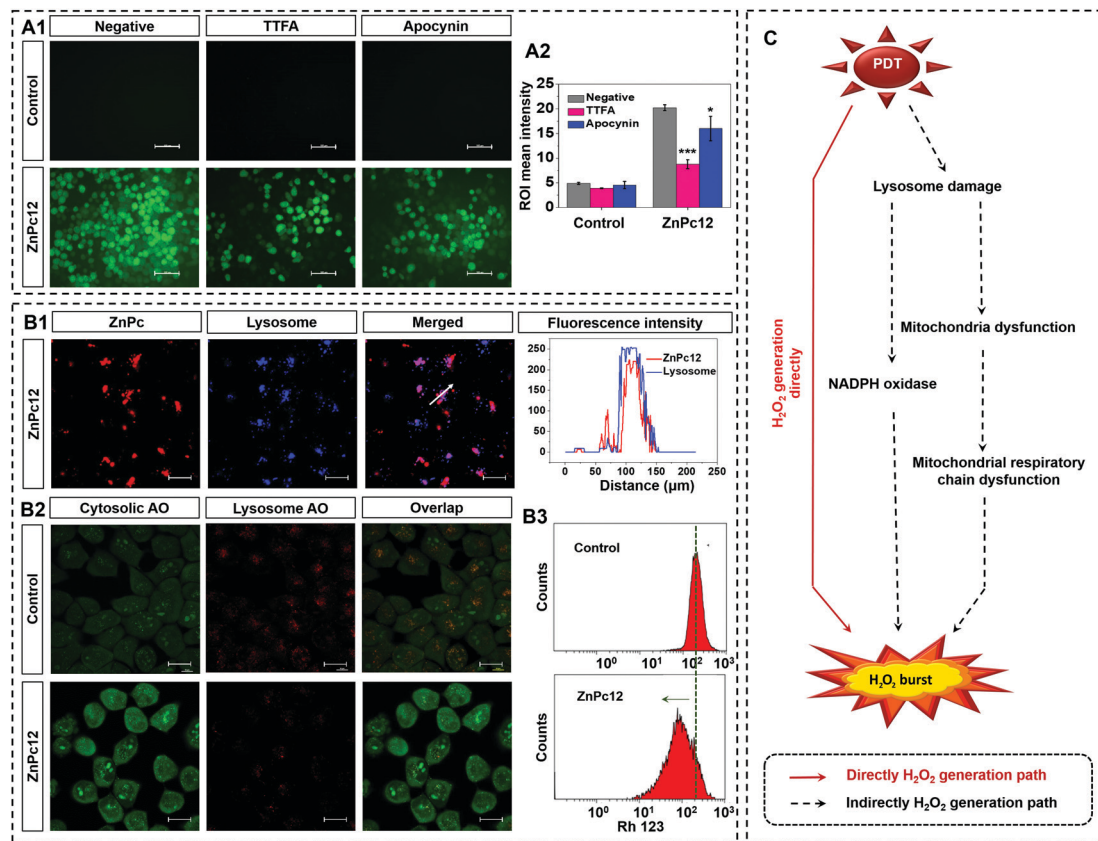 A1
Negative
TTFA
Apocynin
Control
ZnPc12
A2
ROI mean intensity
25
20
15
10
5
0
Negative
TTFA
Apocynin
***
*
Control
ZnPc12
B1
ZnPc
Lysosome
Merged
Fluorescence intensity
ZnPc12
250
200
150
100
50
0
ZnPc12
Lysosome
0
50
100
150
200
250
Distance (μm)
B2
Cytosolic AO
Lysosome AO
Overlap
Control
ZnPc12
B3
Control
Counts
10⁰
10¹
10²
10³
ZnPc12
Counts
10⁰
10¹
10²
10³
Rh 123
C
PDT
Lysosome damage
Mitochondria dysfunction
NADPH oxidase
H₂O₂ generation
directly
Mitochondrial respiratory
chain dysfunction
H₂O₂ burst
Directly H₂O₂ generation path
Indirectly H₂O₂ generation path